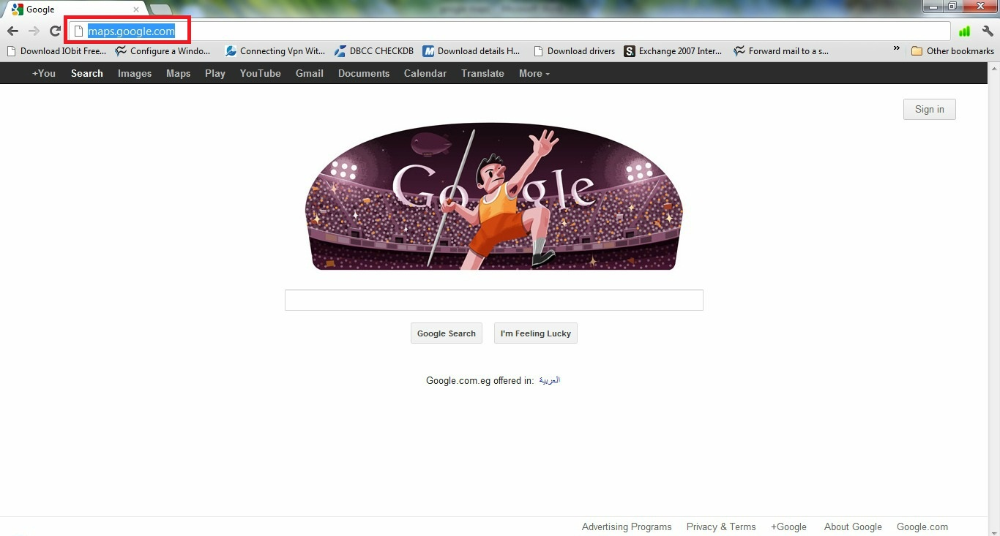 Google
maps.google.com
Download IObit Free... Configure a Windo... Connecting Vpn Wit... DBCC CHECKDB Download details H... Download drivers Exchange 2007 Inter... Forward mail to a s... » Other bookmarks
+You Search Images Maps Play YouTube Gmail Documents Calendar Translate More
Sign in
Google
Google Search I'm Feeling Lucky
Google.com.eg offered in: العربية
Advertising Programs Privacy & Terms +Google About Google Google.com